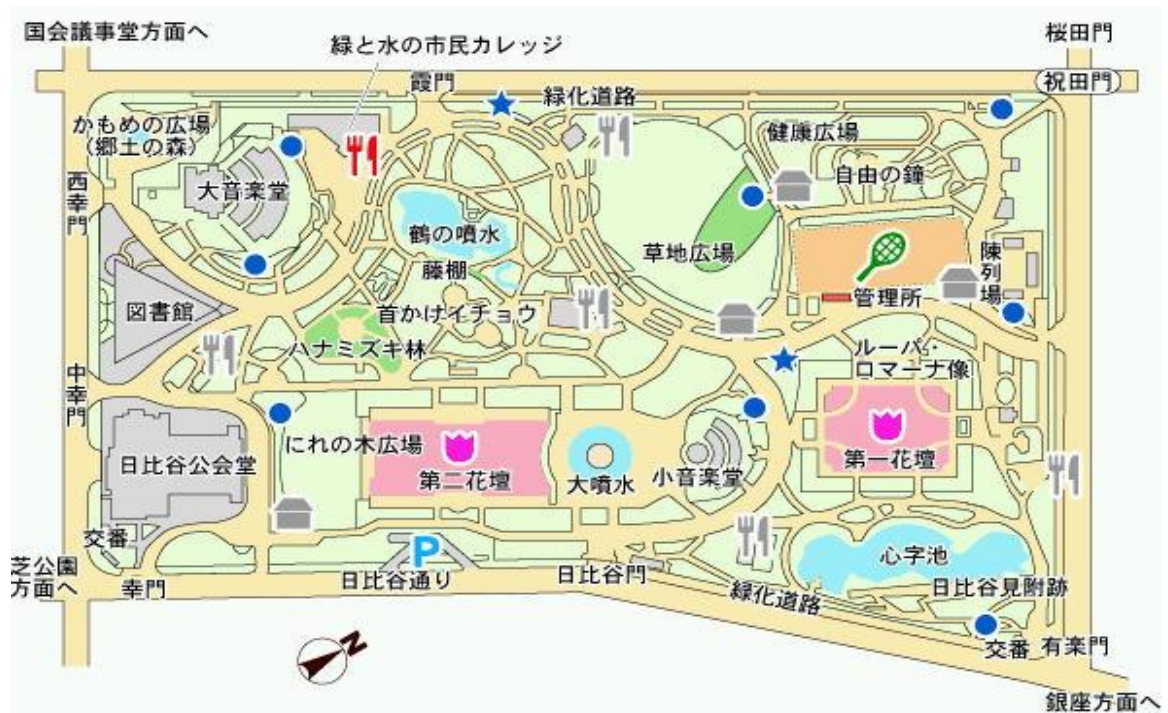 国会議事堂方面へ
桜田門
緑と水の市民カレッジ
霞門
祝田門
緑化道路
かもめの広場
(郷土の森)
健康広場
西幸門
大音楽堂
自由の鐘
鶴の噴水
草地広場
陳列場
藤棚
管理所
図書館
首かけイチョウ
ハナミズキ林
ルーパ・
ロマーナ像
中幸門
にれの木広場
日比谷公会堂
第二花壇
大噴水
小音楽堂
第一花壇
交番
心字池
芝公園
方面へ
幸門
P
日比谷通り
日比谷門
緑化道路
日比谷見附跡
N
交番
有楽門
銀座方面へ